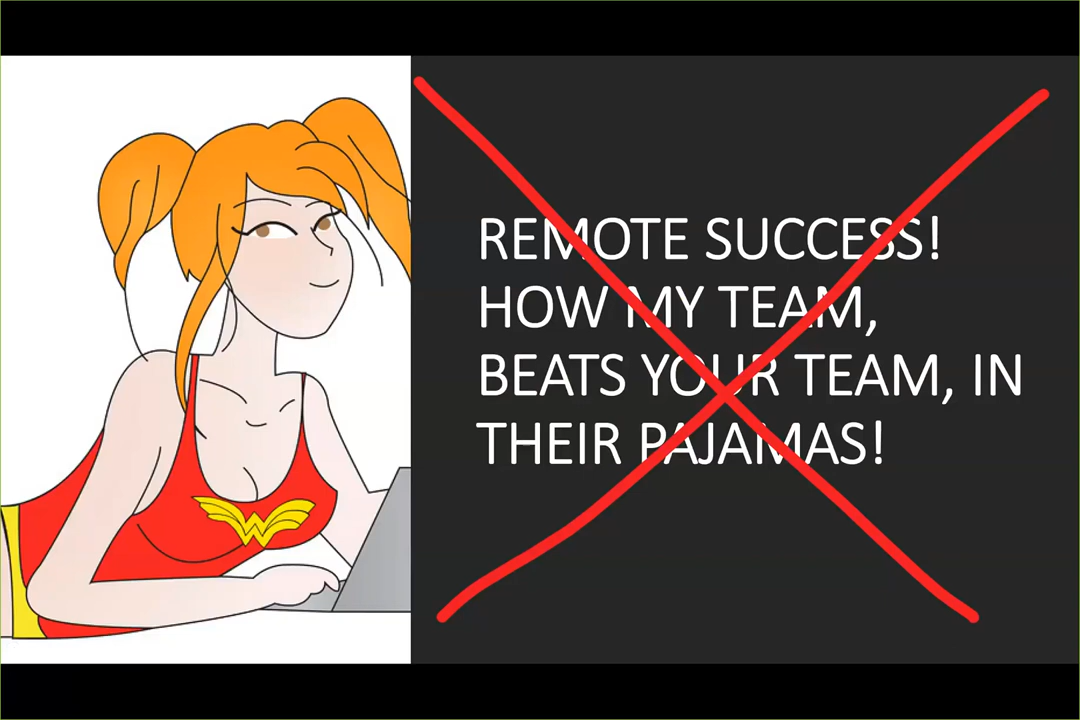 REMOTE SUCCESS!
HOW MY TEAM,
BEATS YOUR TEAM, IN
THEIR PAJAMAS!